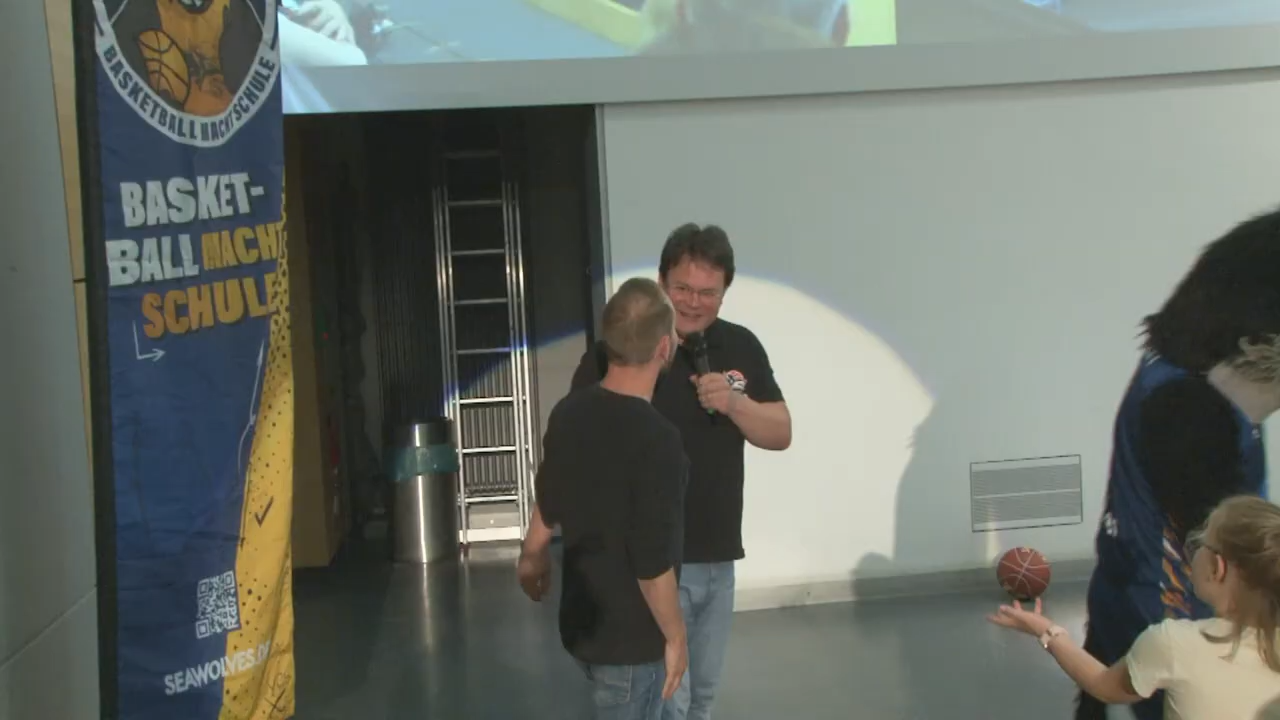 BASKETBALL MACHT SCHULE
BASKET-
BALL MACHT
SCHULE
SEAWOLVES.DE